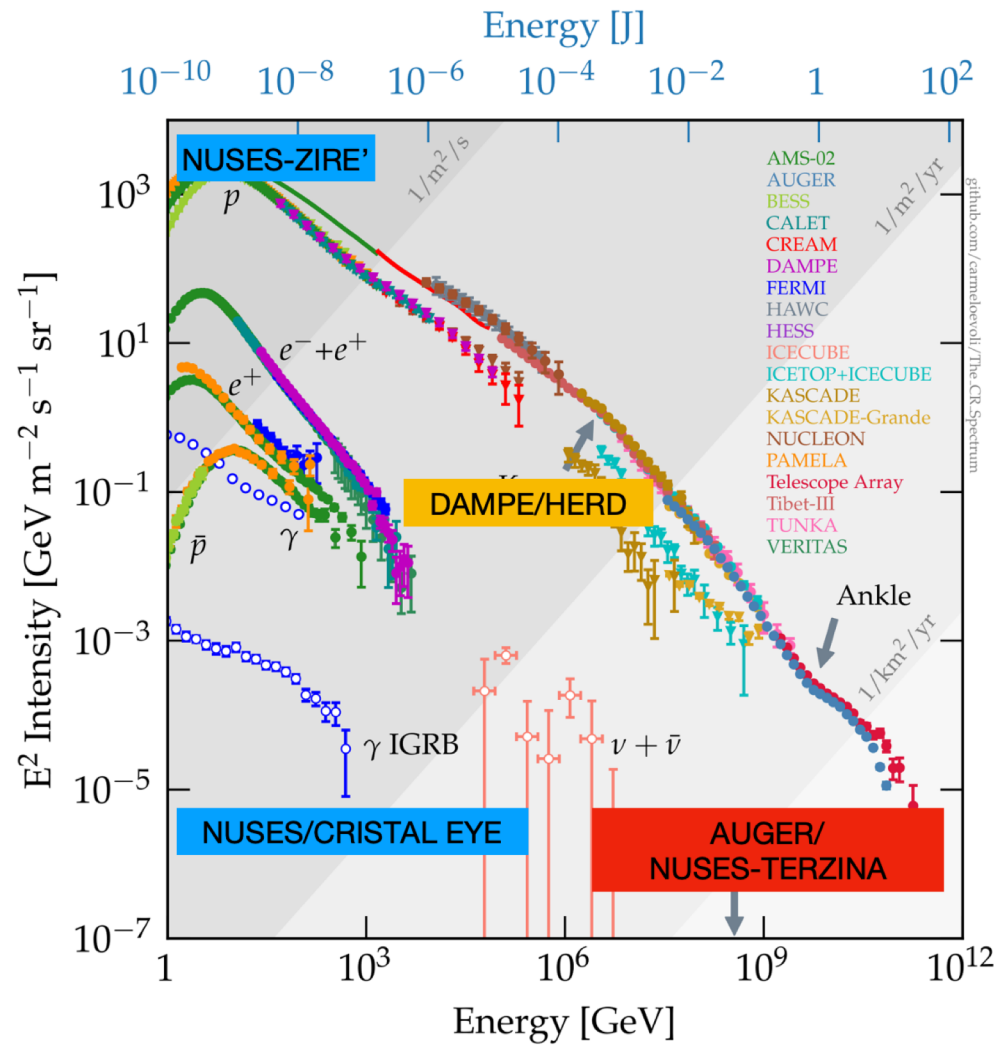 Energy [J]
10⁻¹⁰ 10⁻⁸ 10⁻⁶ 10⁻⁴ 10⁻² 1 10²
NUSES-ZIRE’
1/m²/s
1/m²/yr
p
AMS-02
AUGER
BESS
CALET
CREAM
DAMPE
FERMI
HAWC
HESS
ICECUBE
ICETOP+ICECUBE
KASCADE
KASCADE-Grande
NUCLEON
PAMELA
Telescope Array
Tibet-III
TUNKA
VERITAS
github.com/carmeloevoli/The_CR_Spectrum
10³
10¹
10⁻¹
10⁻³
10⁻⁵
10⁻⁷
E² Intensity [GeV m⁻² s⁻¹ sr⁻¹]
e⁻+e⁺
e⁺
DAMPE/HERD
γ
p̄
Ankle
1/km²/yr
γ IGRB
ν + ν̄
NUSES/CRISTAL EYE
AUGER/
NUSES-TERZINA
1 10³ 10⁶ 10⁹ 10¹²
Energy [GeV]